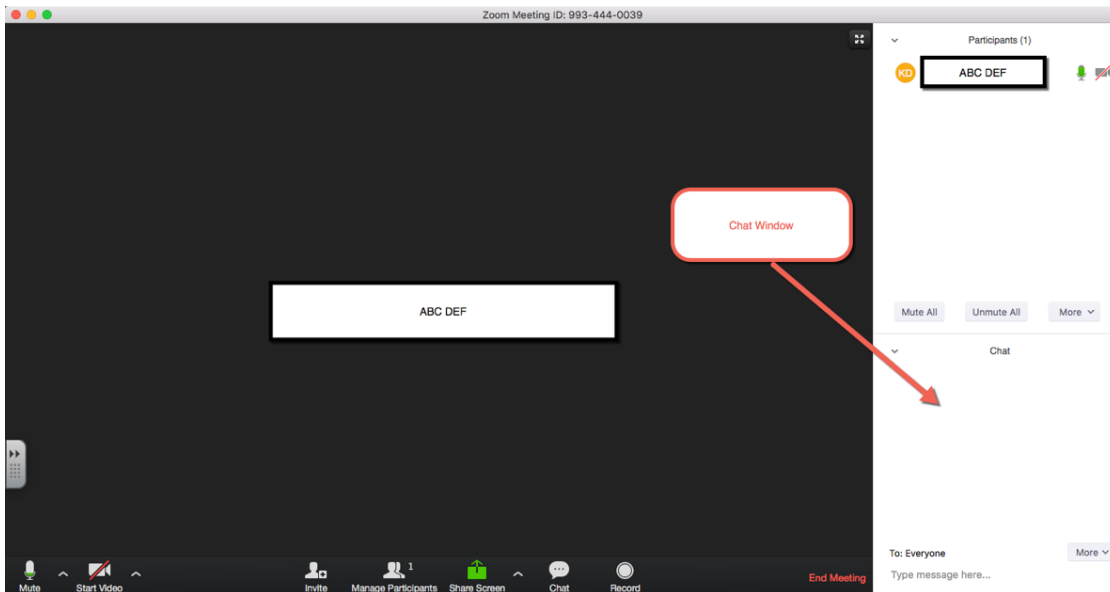 Zoom Meeting ID: 993-444-0039
Participants (1)
KD
ABC DEF
Chat Window
ABC DEF
Mute All
Unmute All
More
Chat
To: Everyone
More
Type message here...
Mute
Start Video
Invite
1
Manage Participants
Share Screen
Chat
Record
End Meeting